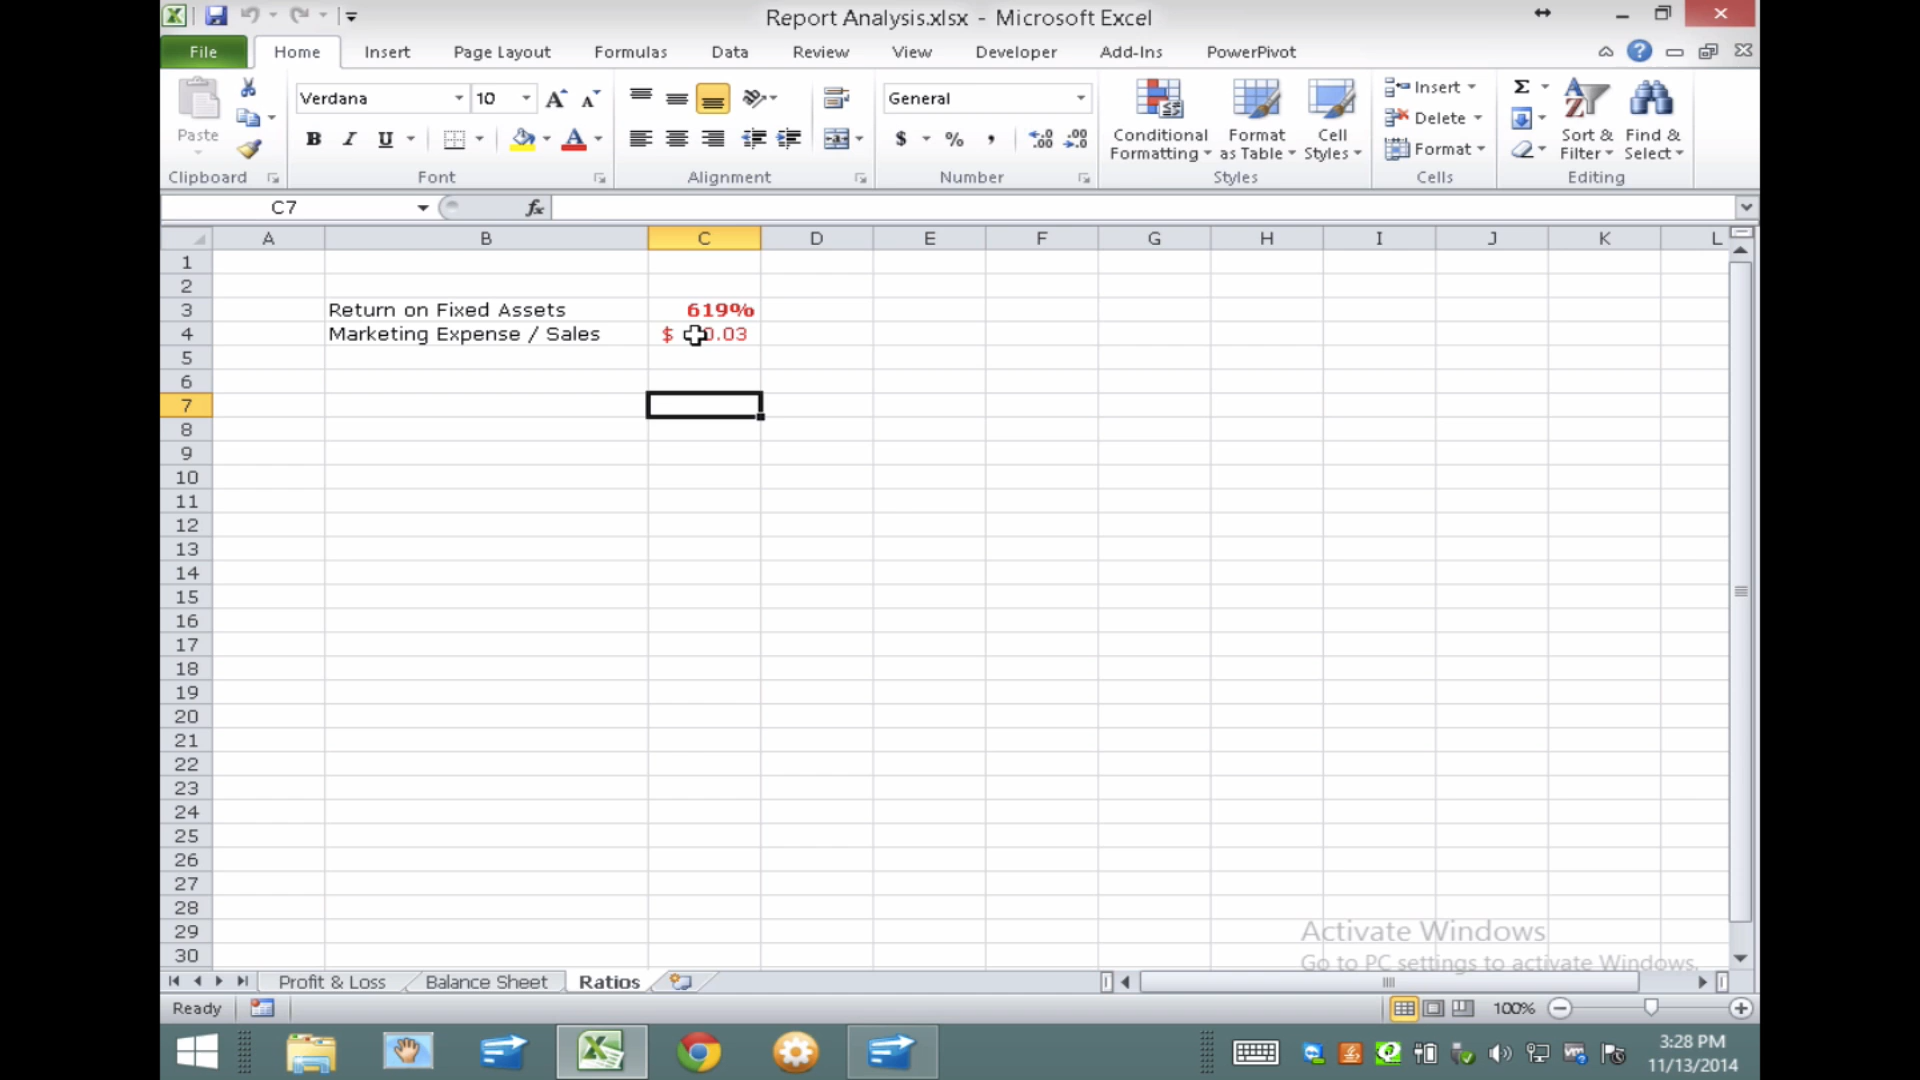 Report Analysis.xlsx - Microsoft Excel
File Home Insert Page Layout Formulas Data Review View Developer Add-Ins PowerPivot
Paste
Clipboard
Verdana 10
B I U A
Font
Alignment
General
$ % ,
Number
Conditional Formatting
Format as Table
Cell Styles
Styles
Insert
Delete
Format
Cells
Σ
Sort & Filter
Find & Select
Editing
C7 fx
A B C D E F G H I J K L
1
2
3 Return on Fixed Assets 619%
4 Marketing Expense / Sales $ 0.03
5
6
7
8
9
10
11
12
13
14
15
16
17
18
19
20
21
22
23
24
25
26
27
28
29
30
Activate Windows
Go to PC settings to activate Windows.
Profit & Loss Balance Sheet Ratios
Ready 100%
3:28 PM
11/13/2014